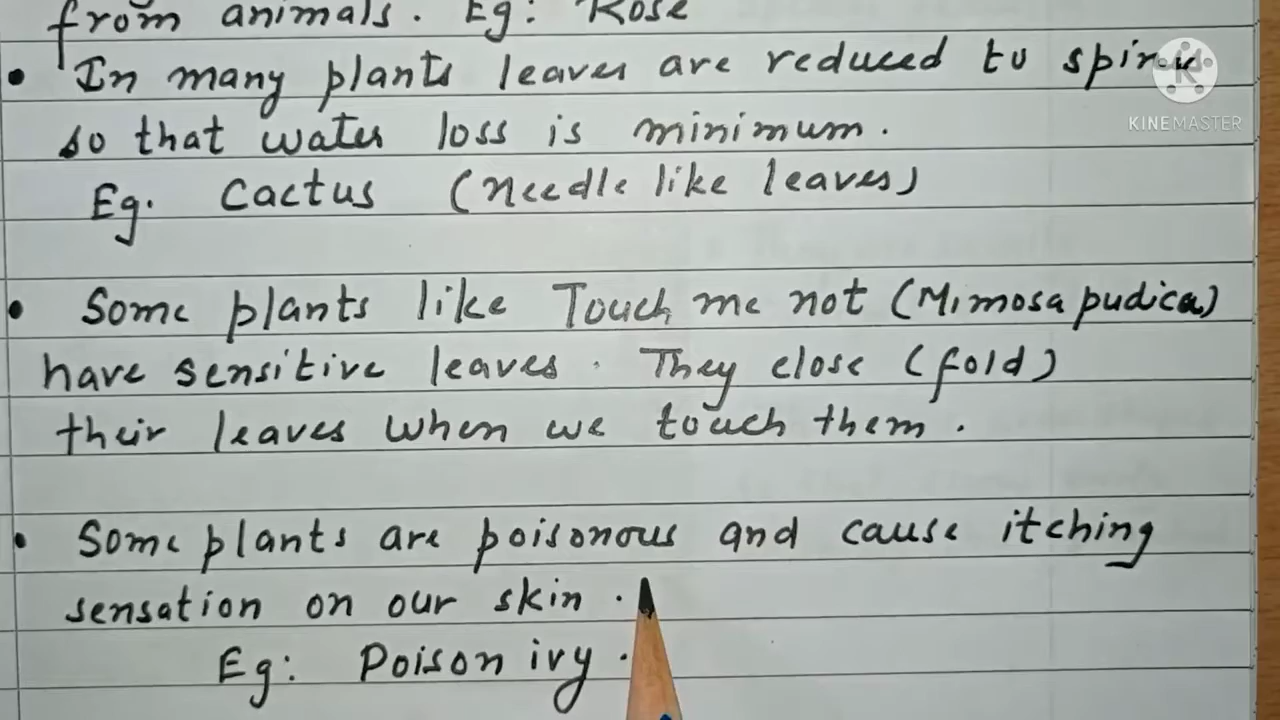 from animals. Eg: Rose
• In many plants leaves are reduced to spines
so that water loss is minimum.
Eg. Cactus (Needle like leaves)
• Some plants like Touch me not (Mimosa pudica)
have sensitive leaves. They close (fold)
their leaves when we touch them.
• Some plants are poisonous and cause itching
sensation on our skin.
Eg: Poison ivy.
KINEMASTER